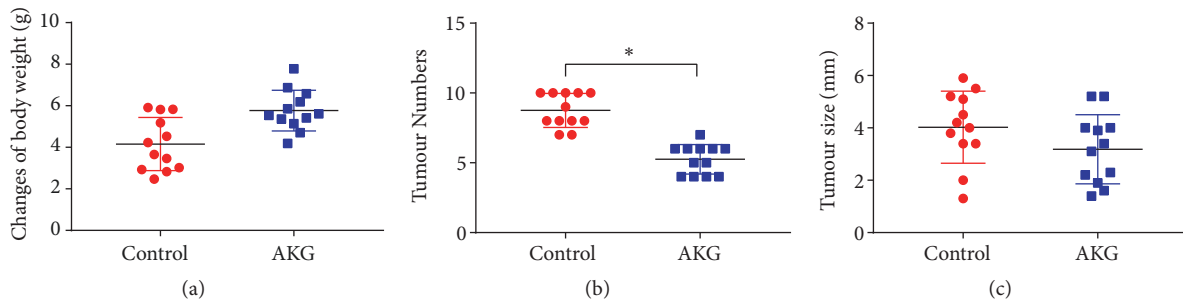 Changes of body weight (g)
10
8
6
4
2
0
Control AKG
(a)
Tumour Numbers
15
10
5
0
*
Control AKG
(b)
Tumour size (mm)
8
6
4
2
0
Control AKG
(c)